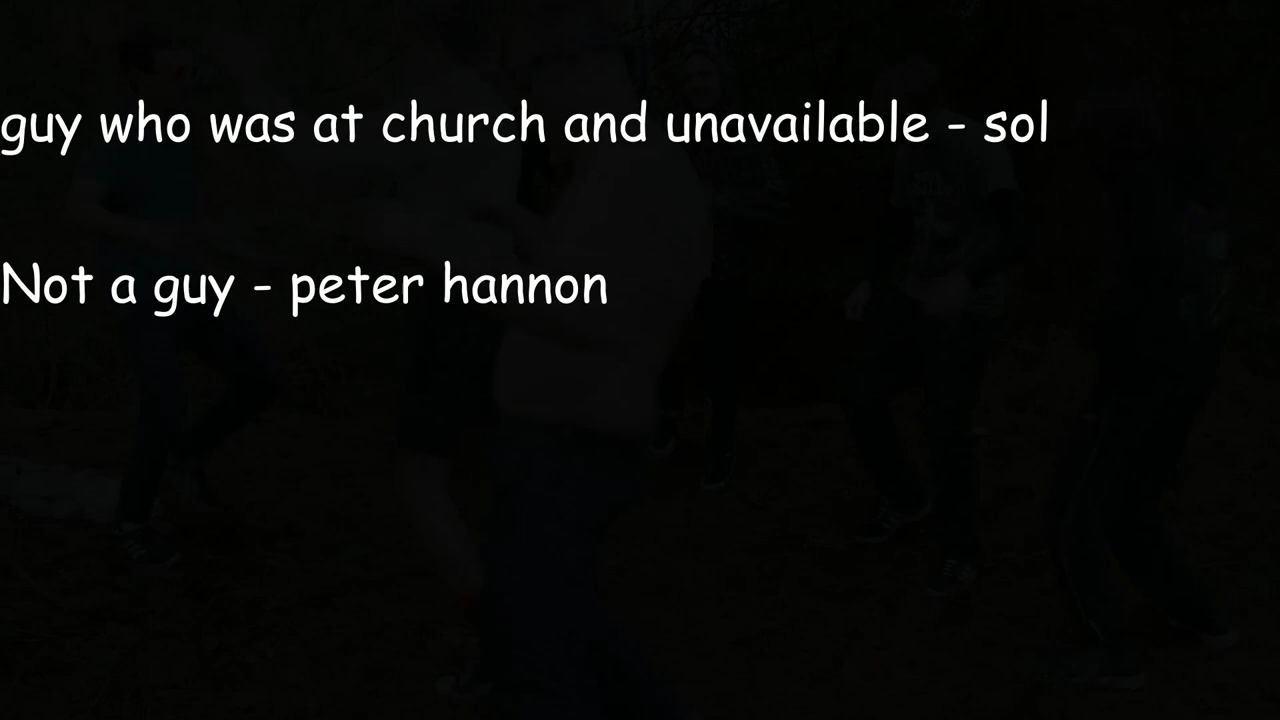 guy who was at church and unavailable - sol
Not a guy - peter hannon